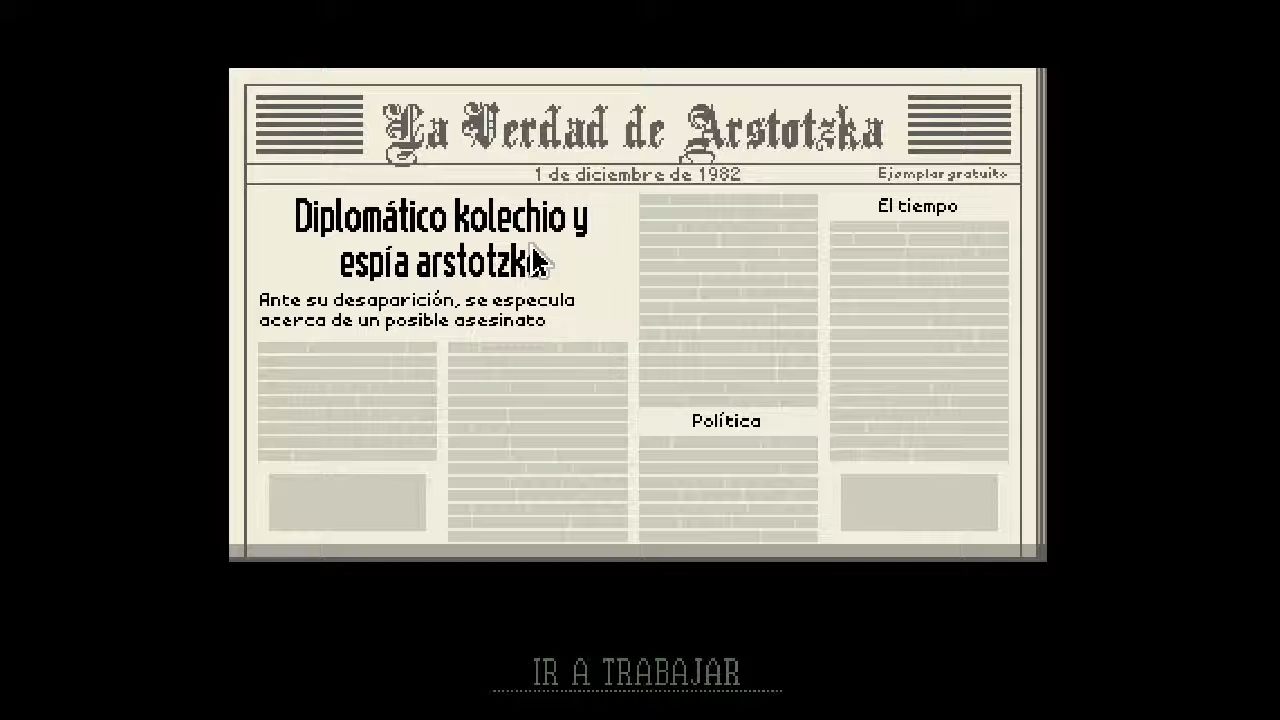 La Verdad de Arstotzka
1 de diciembre de 1982
Ejemplar gratuito
Diplomático kolechio y
espía arstotzko
Ante su desaparición, se especula
acerca de un posible asesinato
Política
El tiempo
IR A TRABAJAR